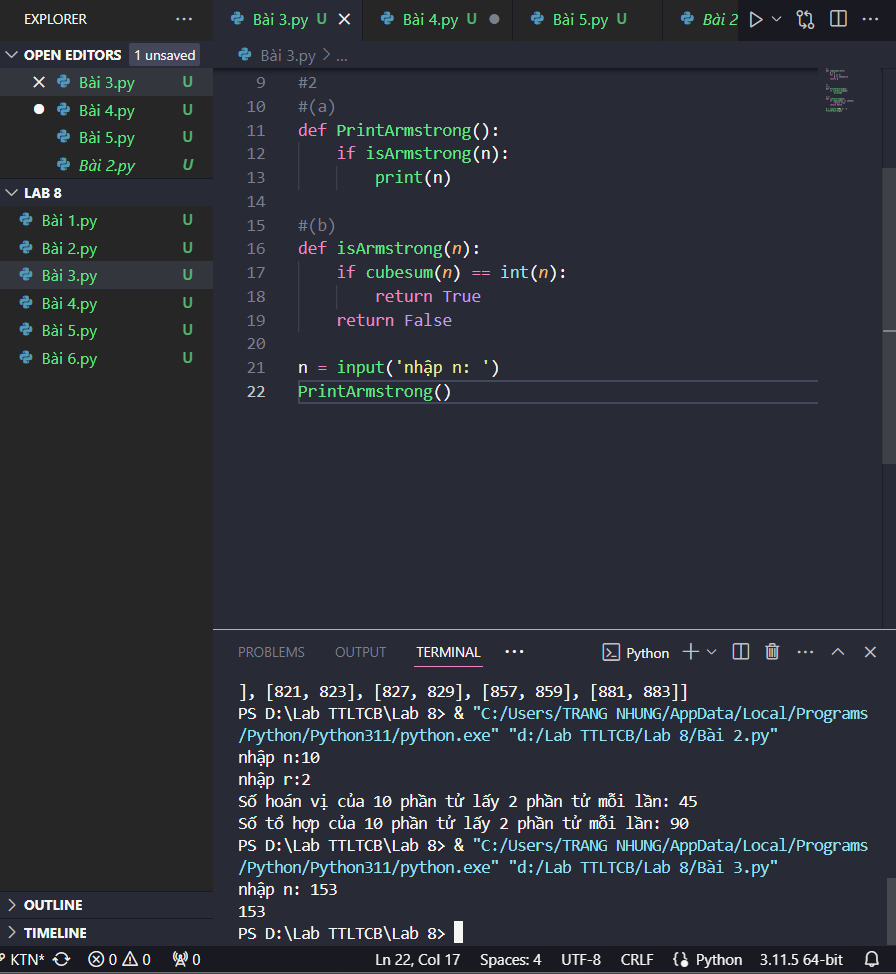 EXPLORER ···
OPEN EDITORS 1 unsaved
Bài 3.py U
Bài 4.py U
Bài 5.py U
Bài 2.py U
LAB 8
Bài 1.py U
Bài 2.py U
Bài 3.py U
Bài 4.py U
Bài 5.py U
Bài 6.py U
OUTLINE
TIMELINE
Bài 3.py U Bài 4.py U Bài 5.py U Bài 2 ···
Bài 3.py > ...
9 #2
10 #(a)
11 def PrintArmstrong():
12 if isArmstrong(n):
13 print(n)
14
15 #(b)
16 def isArmstrong(n):
17 if cubesum(n) == int(n):
18 return True
19 return False
20
21 n = input('nhập n: ')
22 PrintArmstrong()
PROBLEMS OUTPUT TERMINAL ··· Python ···
], [821, 823], [827, 829], [857, 859], [881, 883]]
PS D:\Lab TTLTCB\Lab 8> & "C:/Users/TRANG NHUNG/AppData/Local/Programs
/Python/Python311/python.exe" "d:/Lab TTLTCB/Lab 8/Bài 2.py"
nhập n:10
nhập r:2
Số hoán vị của 10 phần tử lấy 2 phần tử mỗi lần: 45
Số tổ hợp của 10 phần tử lấy 2 phần tử mỗi lần: 90
PS D:\Lab TTLTCB\Lab 8> & "C:/Users/TRANG NHUNG/AppData/Local/Programs
/Python/Python311/python.exe" "d:/Lab TTLTCB/Lab 8/Bài 3.py"
nhập n: 153
153
PS D:\Lab TTLTCB\Lab 8>
KTN* 0 0 0 Ln 22, Col 17 Spaces: 4 UTF-8 CRLF Python 3.11.5 64-bit